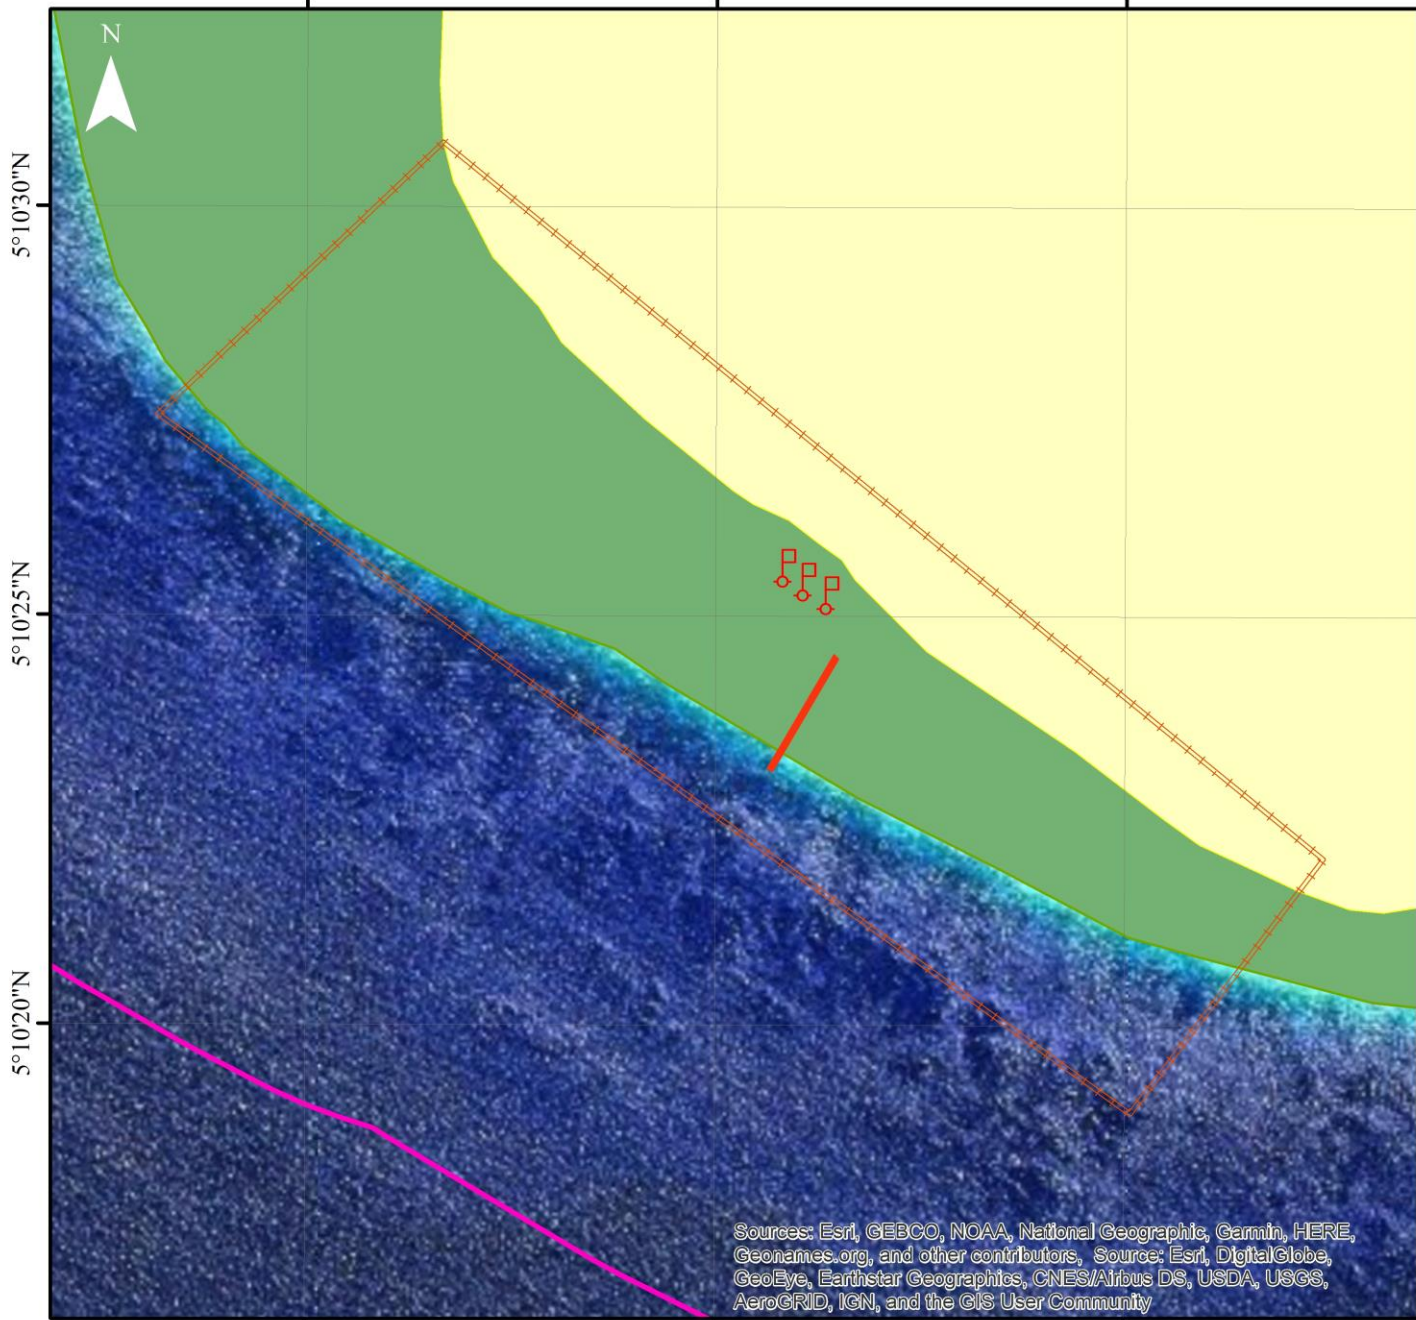 N
5°10'30"N
5°10'25"N
5°10'20"N
Sources: Esri, GEBCO, NOAA, National Geographic, Garmin, HERE,
Geonames.org, and other contributors, Source: Esri, DigitalGlobe,
GeoEye, Earthstar Geographics, CNES/Airbus DS, USDA, USGS,
AeroGRID, IGN, and the GIS User Community